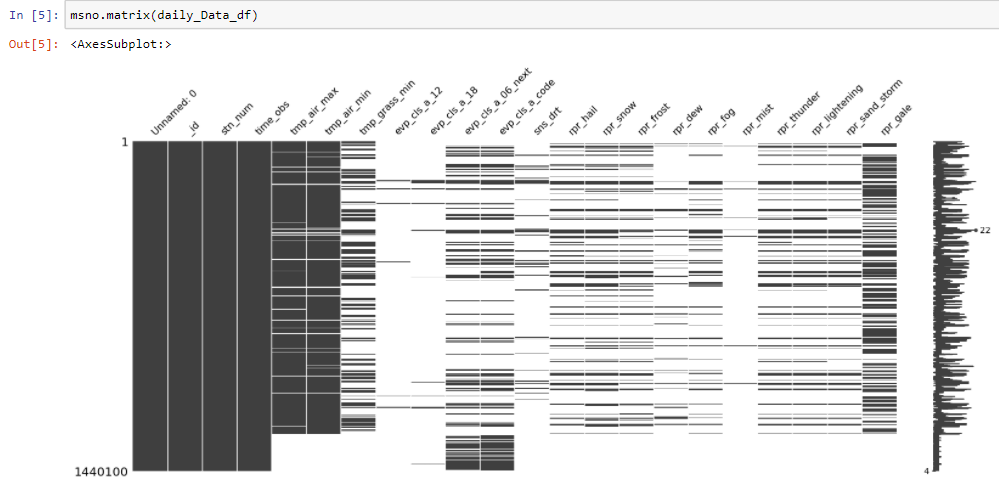 In [5]: msno.matrix(daily_Data_df)
Out[5]: <AxesSubplot:>
Unnamed: 0
_id
stn_num
time_obs
tmp_air_max
tmp_air_min
tmp_grass_min
evp_cls_a_12
evp_cls_a_18
evp_cls_a_06_next
evp_cls_a_code
sns_drt
rpr_hail
rpr_snow
rpr_frost
rpr_dew
rpr_fog
rpr_mist
rpr_thunder
rpr_lightening
rpr_sand_storm
rpr_gale
1
22
1440100
4